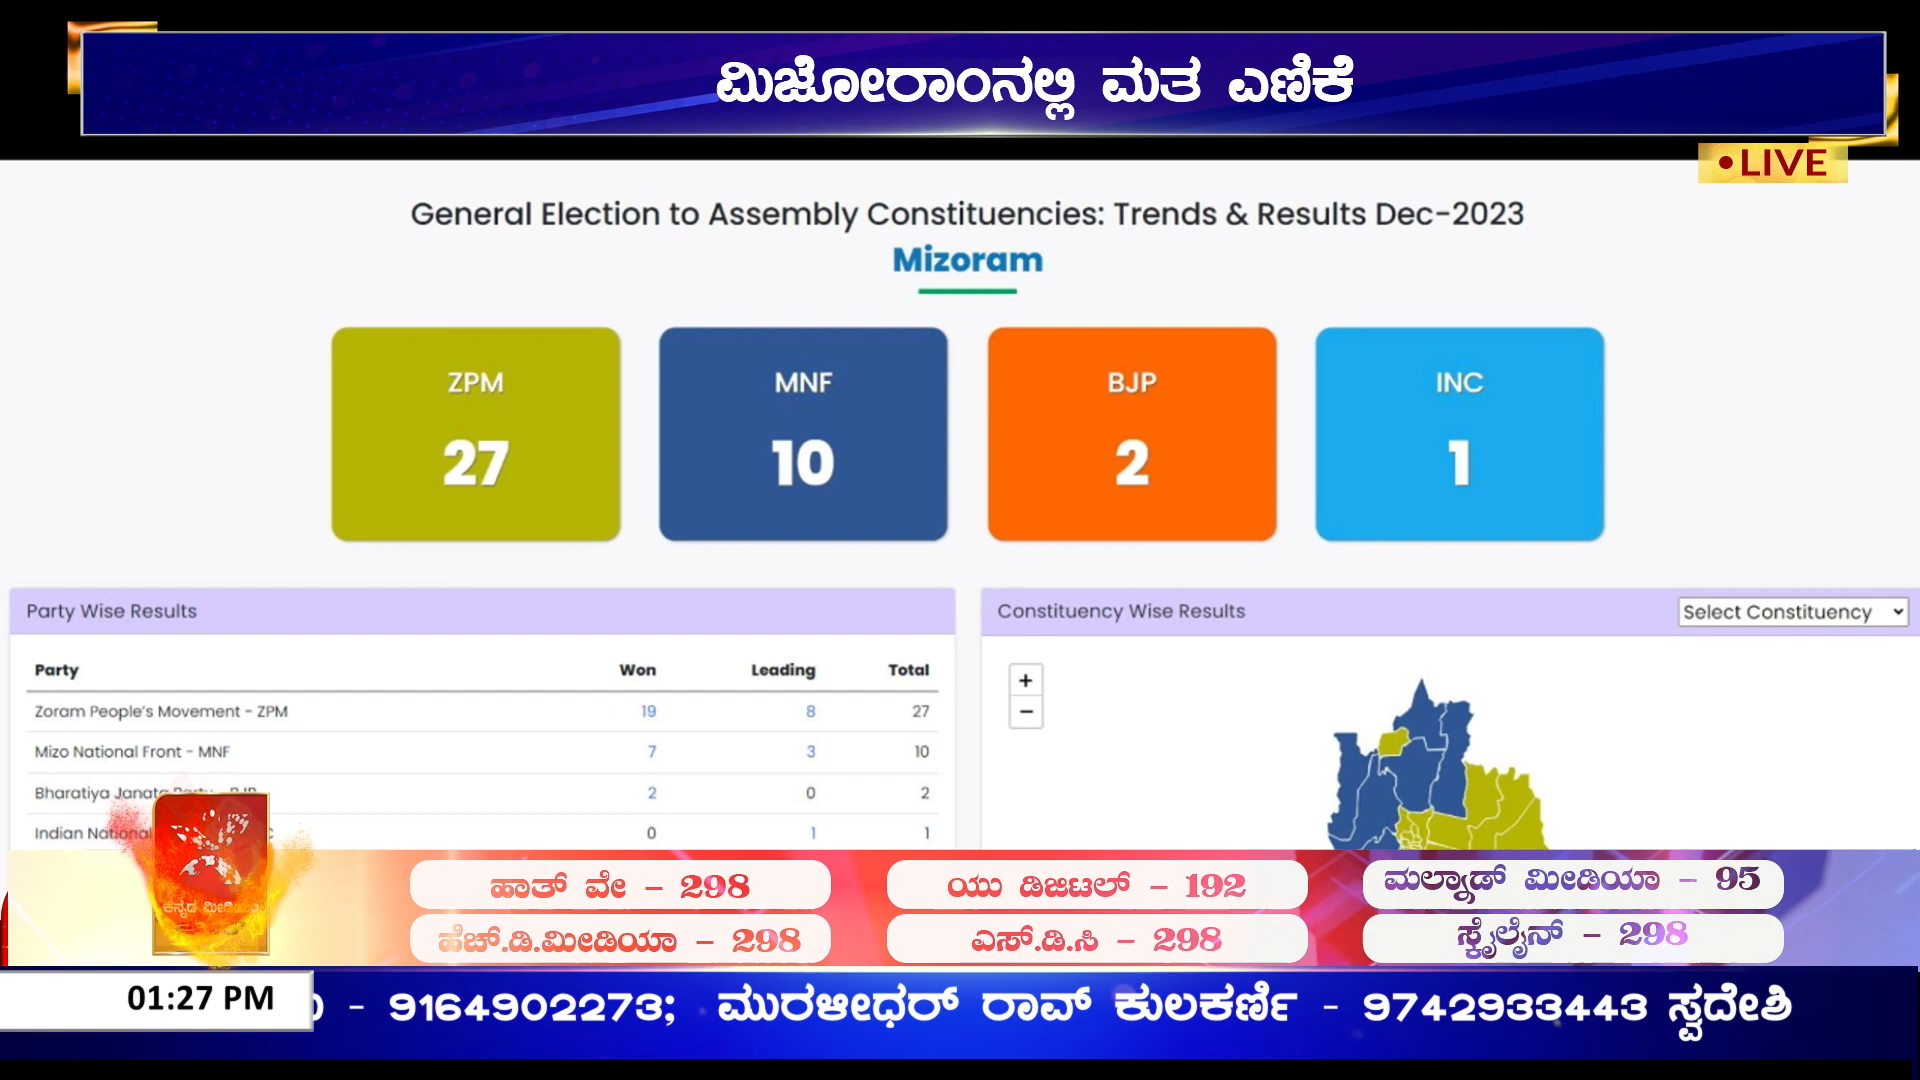 ಮಿಜೋರಾಂನಲ್ಲಿ ಮತ ಎಣಿಕೆ
•LIVE
General Election to Assembly Constituencies: Trends & Results Dec-2023
Mizoram
ZPM
27
MNF
10
BJP
2
INC
1
Party Wise Results
Party Won Leading Total
Zoram People's Movement - ZPM 19 8 27
Mizo National Front - MNF 7 3 10
Bharatiya Janata 2 0 2
Indian National 0 1 1
Constituency Wise Results
Select Constituency
+
−
ಹಾತ್ ವೇ – 298
ಯು ಡಿಜಿಟಲ್ – 192
ಮಲ್ನಾಡ್ ಮೀಡಿಯಾ – 95
ಹೆಚ್.ಡಿ.ಮೀಡಿಯಾ – 298
ಎಸ್.ಡಿ.ಸಿ – 298
ಸ್ಕೈಲೈನ್ – 298
01:27 PM
- 9164902273; ಮುರಳೀಧರ್ ರಾವ್ ಕುಲಕರ್ಣಿ - 9742933443 ಸ್ವದೇಶಿ